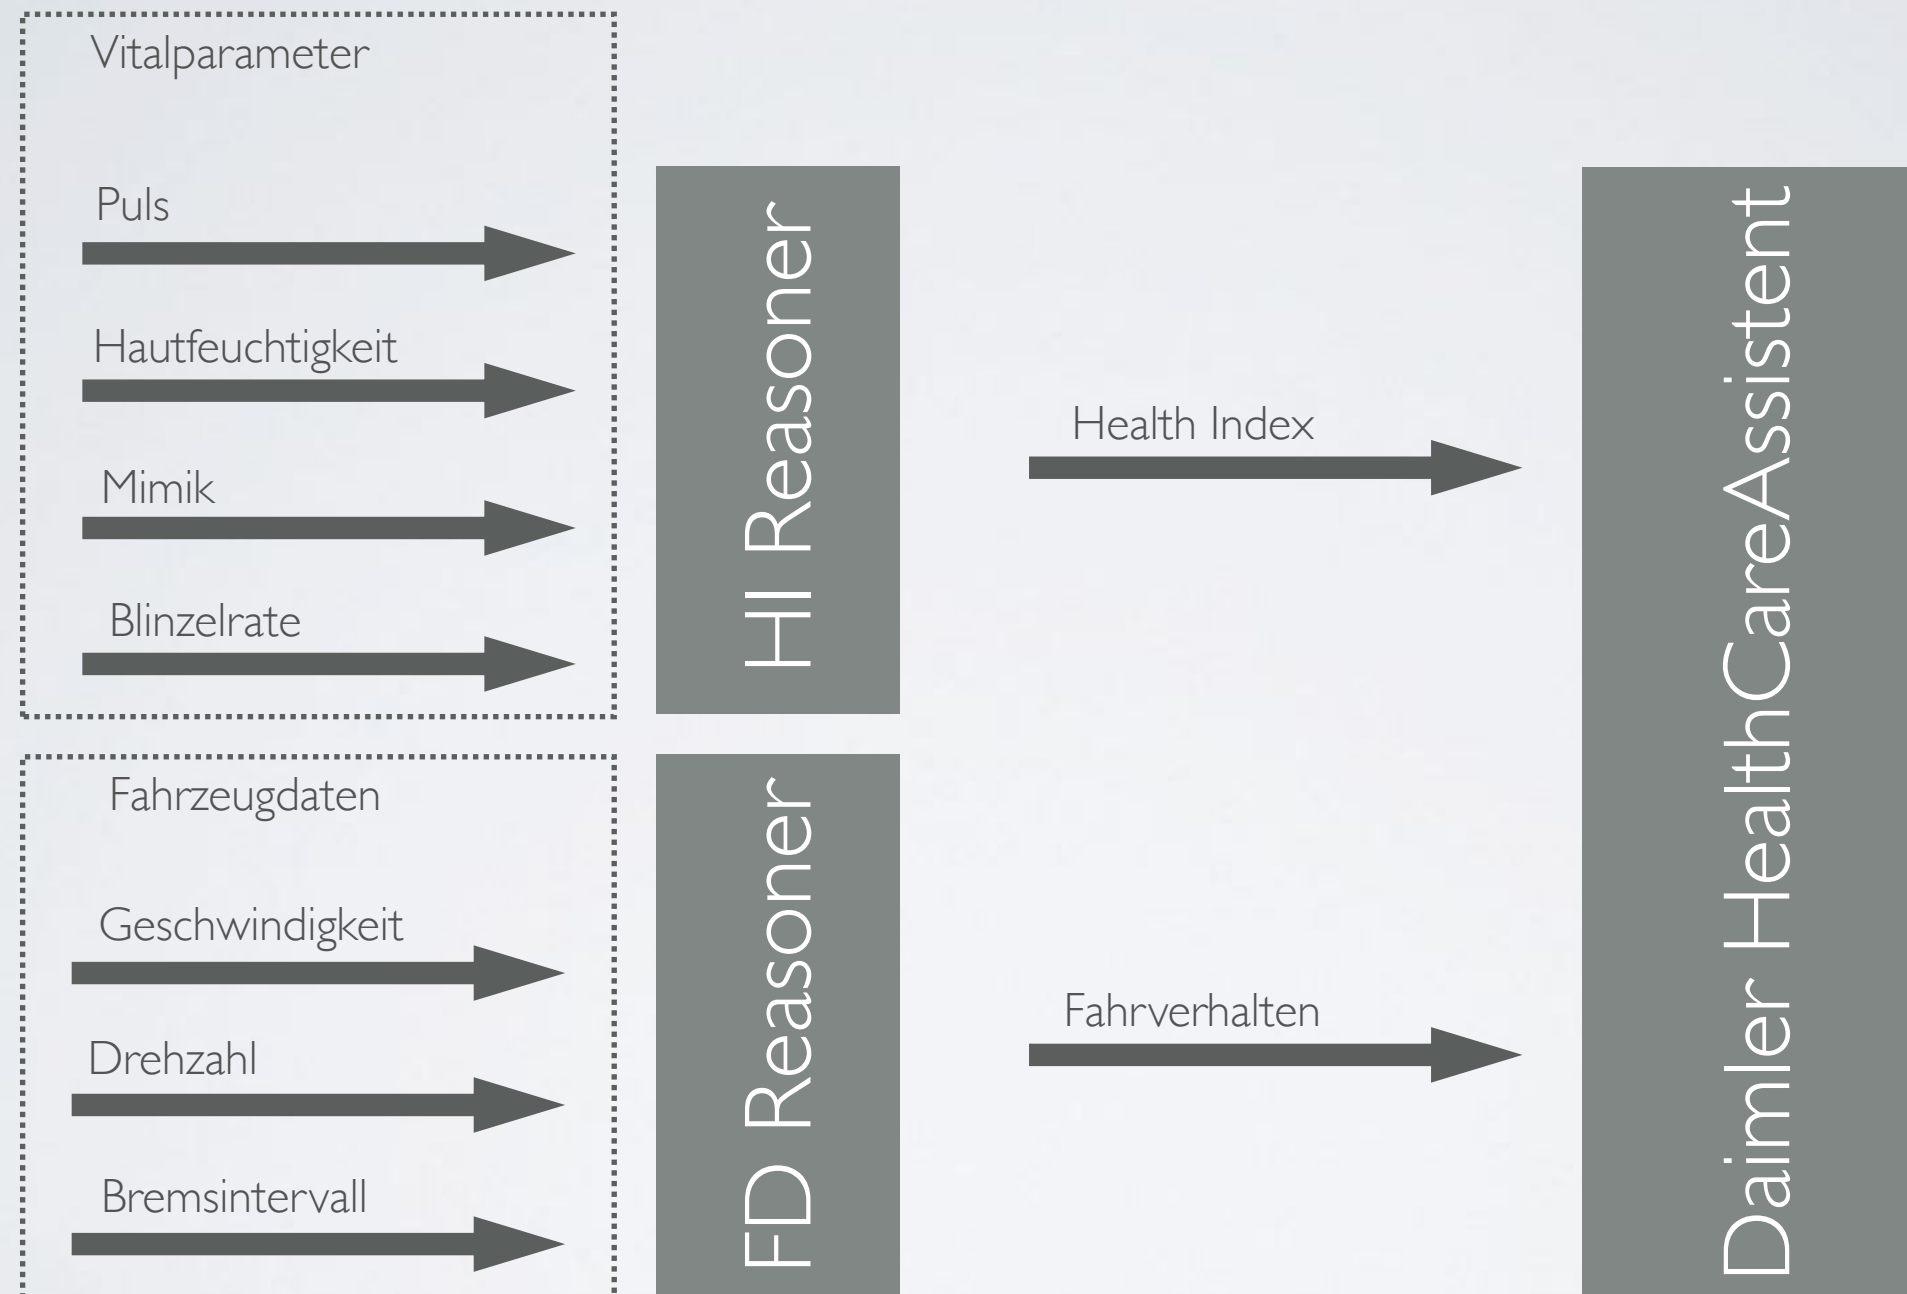 Vitalparameter
Puls
Hautfeuchtigkeit
Mimik
Blinzelrate
HI Reasoner
Health Index
Fahrzeugdaten
Geschwindigkeit
Drehzahl
Bremsintervall
FD Reasoner
Fahrverhalten
Daimler HealthCareAssistent